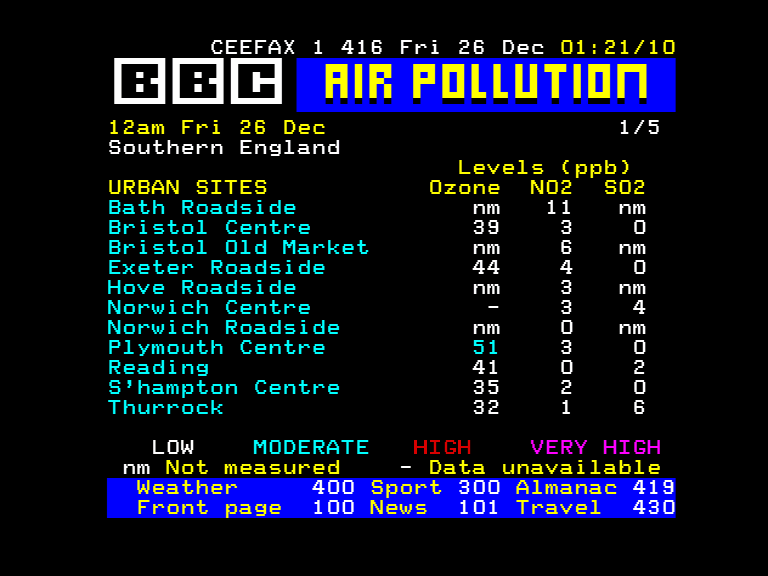 CEEFAX 1 416 Fri 26 Dec 01:21/10
BBC AIR POLLUTION
12am Fri 26 Dec 1/5
Southern England
Levels (ppb)
URBAN SITES Ozone NO2 SO2
Bath Roadside nm 11 nm
Bristol Centre 39 3 0
Bristol Old Market nm 6 nm
Exeter Roadside 44 4 0
Hove Roadside nm 3 nm
Norwich Centre - 3 4
Norwich Roadside nm 0 nm
Plymouth Centre 51 3 0
Reading 41 0 2
S'hampton Centre 35 2 0
Thurrock 32 1 6
LOW MODERATE HIGH VERY HIGH
nm Not measured - Data unavailable
Weather 400 Sport 300 Almanac 419
Front page 100 News 101 Travel 430